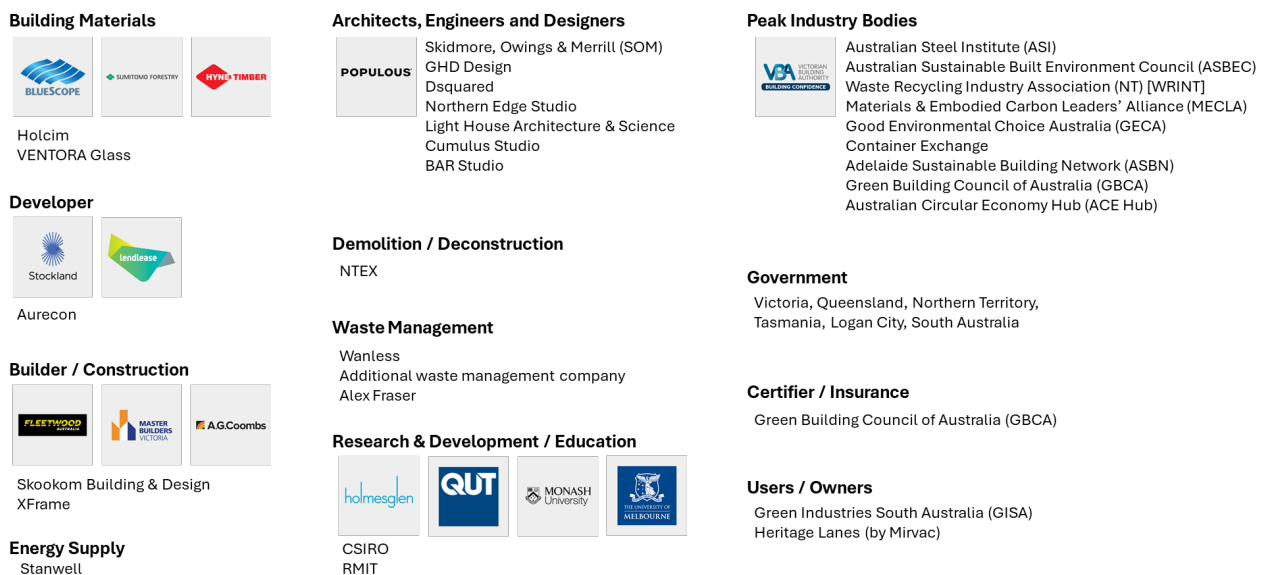 Building Materials
BLUESCOPE
SUMITOMO FORESTRY
HYNE TIMBER
Holcim
VENTORA Glass
Developer
Stockland
lendlease
Aurecon
Builder / Construction
FLEETWOOD
AUSTRALIA
MASTER
BUILDERS
VICTORIA
A.G.Coombs
Skookom Building & Design
XFrame
Energy Supply
Stanwell
Architects, Engineers and Designers
POPULOUS
Skidmore, Owings & Merrill (SOM)
GHD Design
Dsquared
Northern Edge Studio
Light House Architecture & Science
Cumulus Studio
BAR Studio
Demolition / Deconstruction
NTEX
Waste Management
Wanless
Additional waste management company
Alex Fraser
Research & Development / Education
holmesglen
QUT
MONASH
University
THE UNIVERSITY OF
MELBOURNE
CSIRO
RMIT
Peak Industry Bodies
VBA
VICTORIAN
BUILDING
AUTHORITY
BUILDING CONFIDENCE
Australian Steel Institute (ASI)
Australian Sustainable Built Environment Council (ASBEC)
Waste Recycling Industry Association (NT) [WRINT]
Materials & Embodied Carbon Leaders’ Alliance (MECLA)
Good Environmental Choice Australia (GECA)
Container Exchange
Adelaide Sustainable Building Network (ASBN)
Green Building Council of Australia (GBCA)
Australian Circular Economy Hub (ACE Hub)
Government
Victoria, Queensland, Northern Territory,
Tasmania, Logan City, South Australia
Certifier / Insurance
Green Building Council of Australia (GBCA)
Users / Owners
Green Industries South Australia (GISA)
Heritage Lanes (by Mirvac)